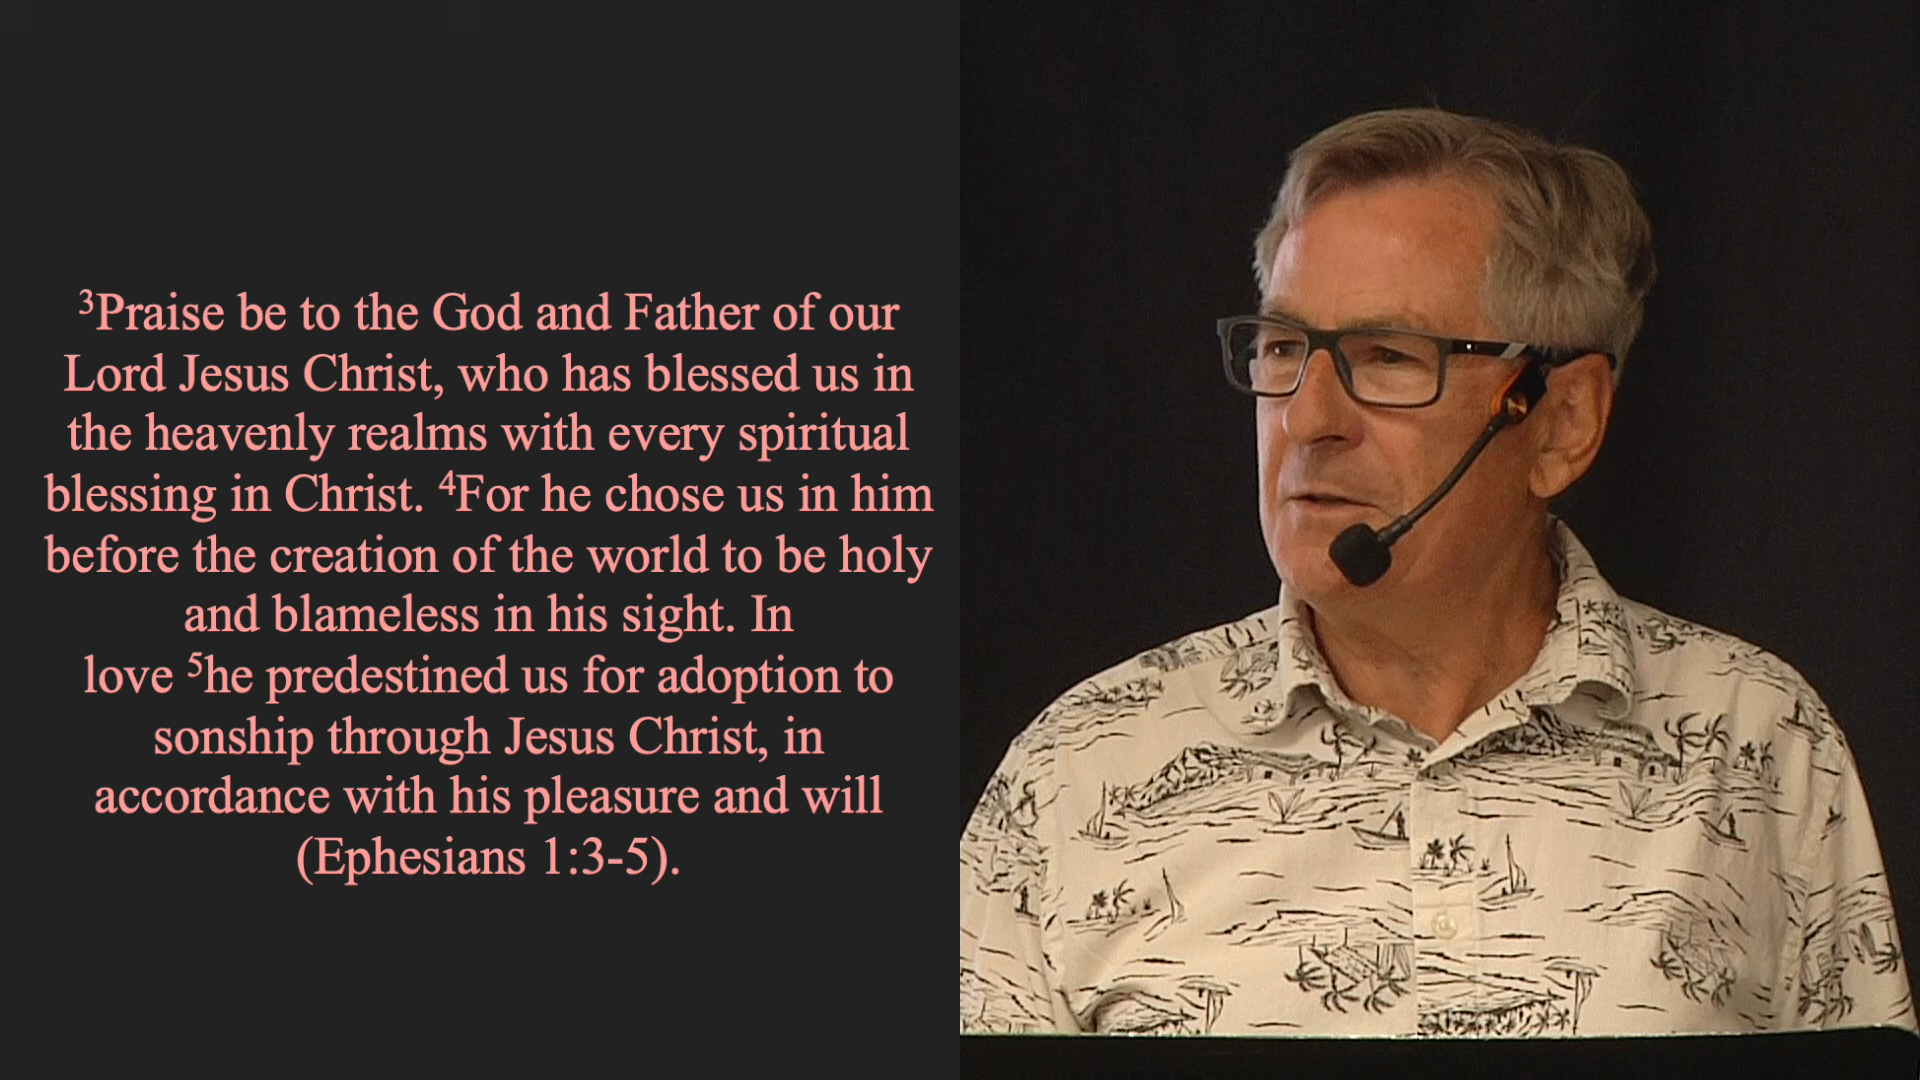 ³Praise be to the God and Father of our
Lord Jesus Christ, who has blessed us in
the heavenly realms with every spiritual
blessing in Christ. ⁴For he chose us in him
before the creation of the world to be holy
and blameless in his sight. In
love ⁵he predestined us for adoption to
sonship through Jesus Christ, in
accordance with his pleasure and will
(Ephesians 1:3-5).